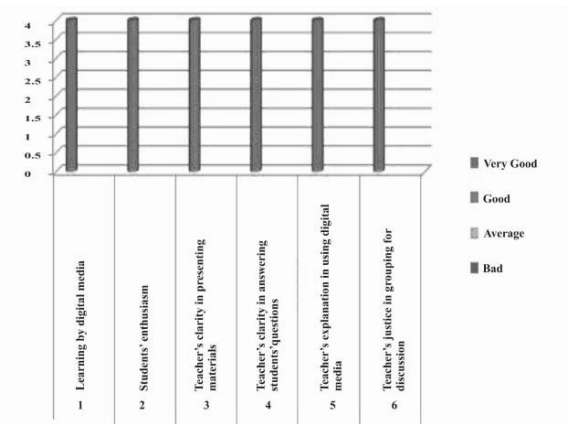 4
3.5
3
2.5
2
1.5
1
0.5
0
Learning by digital media
1
Students' enthusiasm
2
Teacher's clarity in presenting
materials
3
Teacher's clarity in answering
students'questions
4
Teacher's explanation in using digital
media
5
Teacher's justice in grouping for
discussion
6
Very Good
Good
Average
Bad